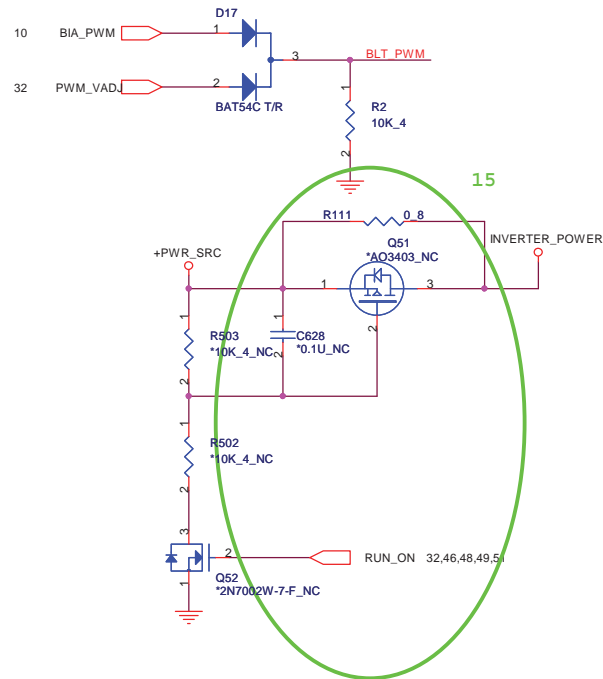 D17
10 BIA_PWM 1
3 BLT_PWM
32 PWM_VADJ 2
BAT54C T/R
1
R2
10K_4
2
15
R111 0_8
Q51
*AO3403_NC
INVERTER_POWER
+PWR_SRC
1 3
2
1
R503
*10K_4_NC
2
1
C628
*0.1U_NC
2
1
R502
*10K_4_NC
2
3
2
RUN_ON 32,46,48,49,51
1
Q52
*2N7002W-7-F_NC